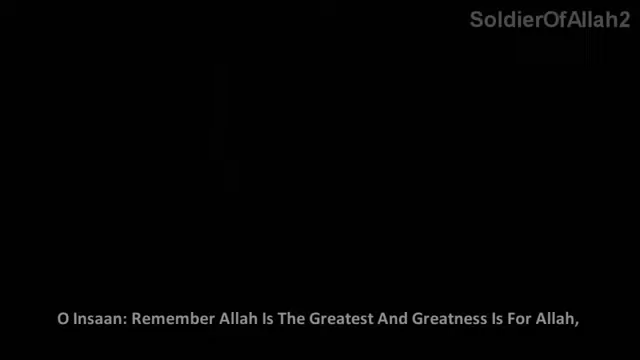 SoldierOfAllah2
O Insaan: Remember Allah Is The Greatest And Greatness Is For Allah,